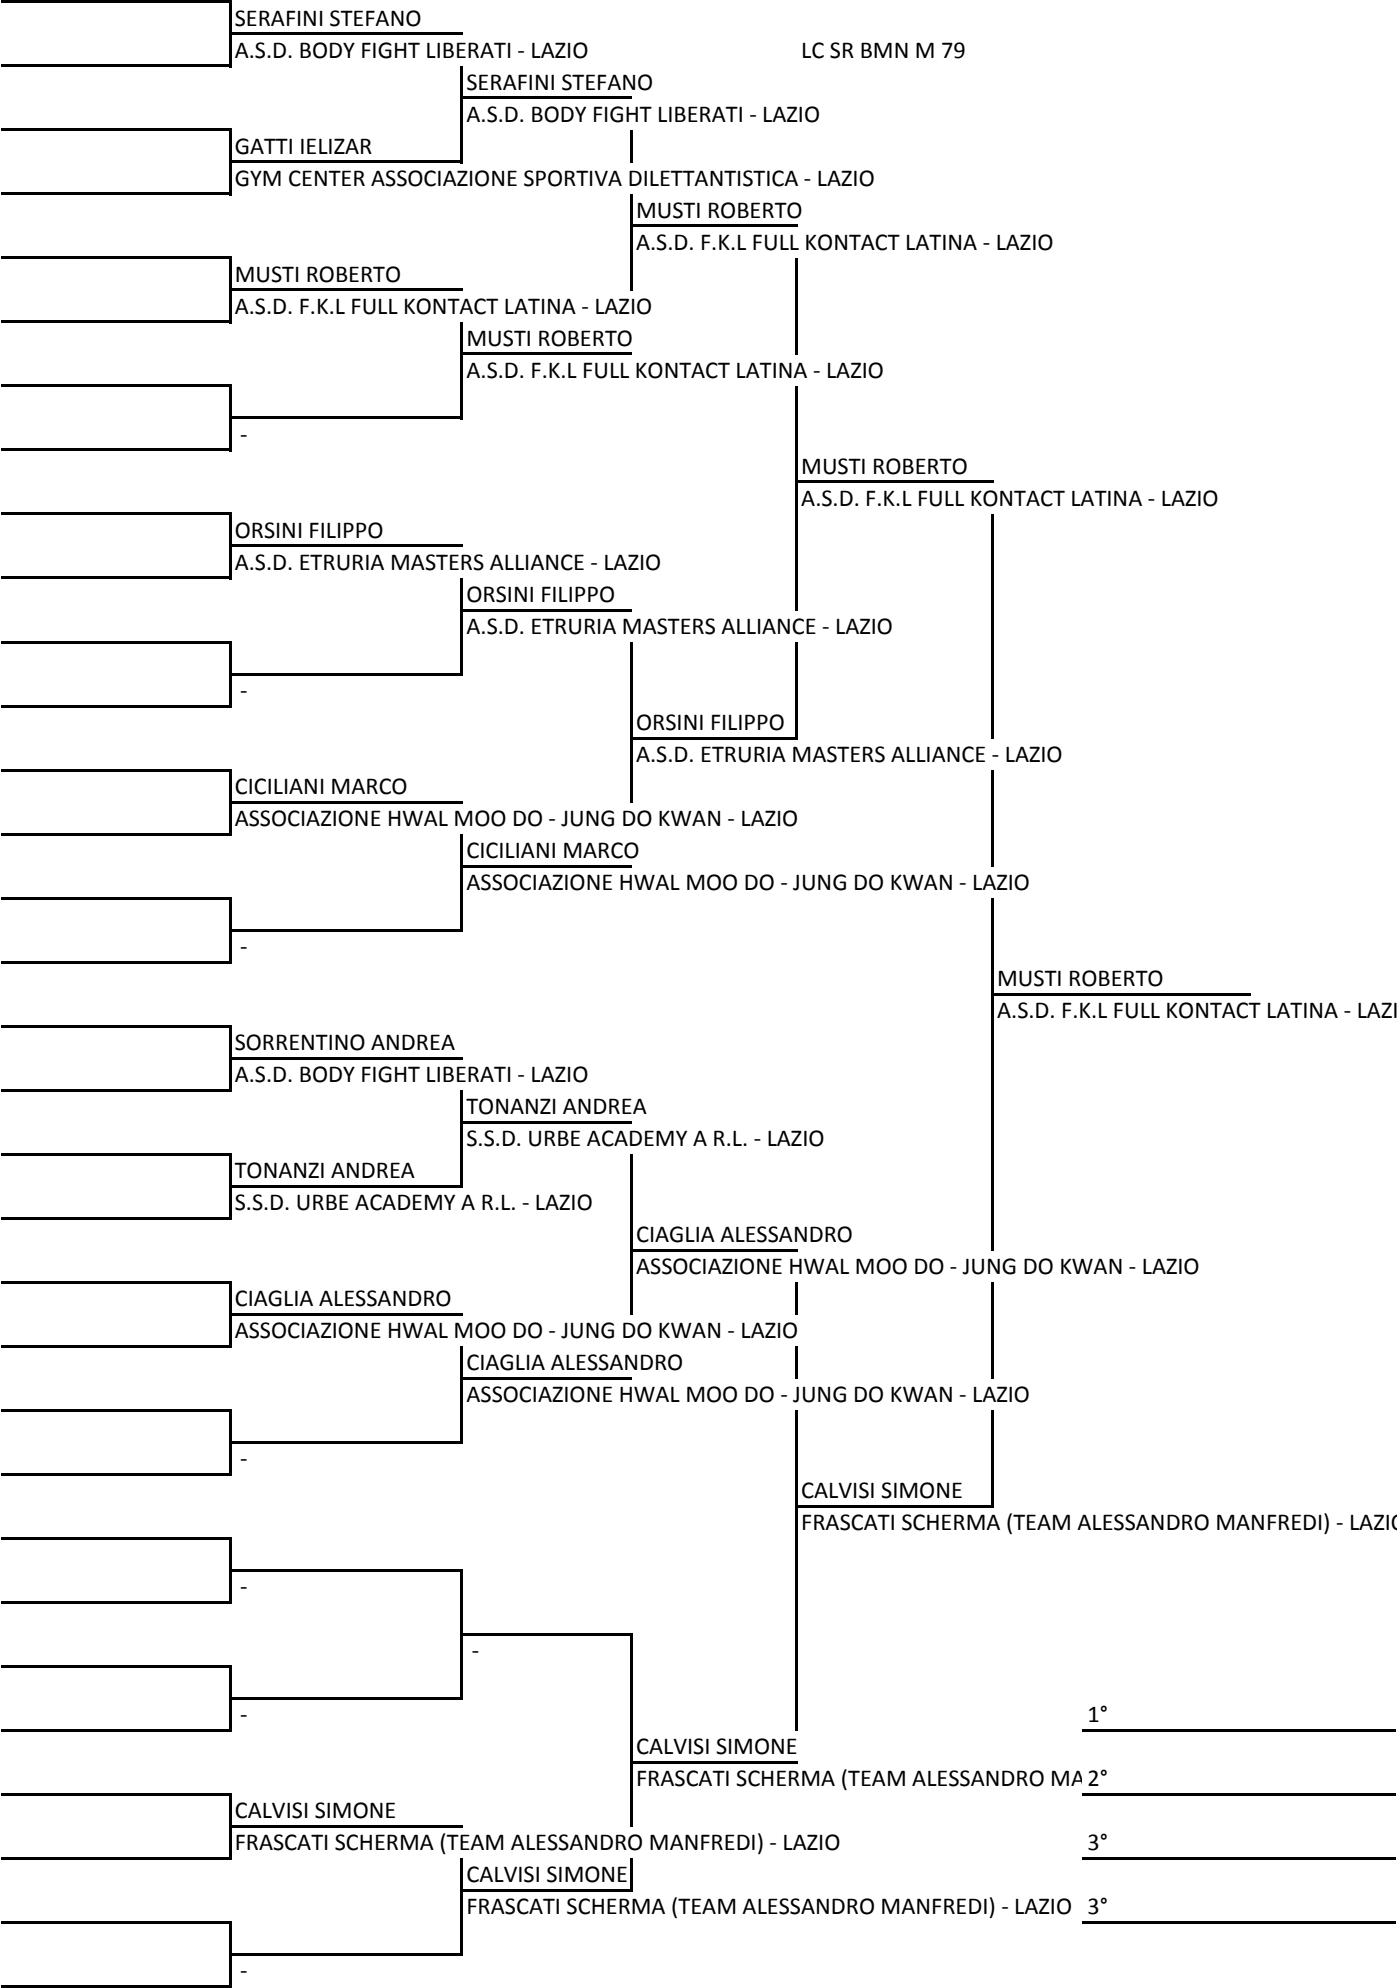 SERAFINI STEFANO
A.S.D. BODY FIGHT LIBERATI - LAZIO
LC SR BMN M 79
SERAFINI STEFANO
A.S.D. BODY FIGHT LIBERATI - LAZIO
GATTI IELIZAR
GYM CENTER ASSOCIAZIONE SPORTIVA DILETTANTISTICA - LAZIO
MUSTI ROBERTO
A.S.D. F.K.L FULL KONTACT LATINA - LAZIO
MUSTI ROBERTO
A.S.D. F.K.L FULL KONTACT LATINA - LAZIO
MUSTI ROBERTO
A.S.D. F.K.L FULL KONTACT LATINA - LAZIO
-
MUSTI ROBERTO
A.S.D. F.K.L FULL KONTACT LATINA - LAZIO
ORSINI FILIPPO
A.S.D. ETRURIA MASTERS ALLIANCE - LAZIO
ORSINI FILIPPO
A.S.D. ETRURIA MASTERS ALLIANCE - LAZIO
-
ORSINI FILIPPO
A.S.D. ETRURIA MASTERS ALLIANCE - LAZIO
CICILIANI MARCO
ASSOCIAZIONE HWAL MOO DO - JUNG DO KWAN - LAZIO
CICILIANI MARCO
ASSOCIAZIONE HWAL MOO DO - JUNG DO KWAN - LAZIO
-
MUSTI ROBERTO
A.S.D. F.K.L FULL KONTACT LATINA - LAZI
SORRENTINO ANDREA
A.S.D. BODY FIGHT LIBERATI - LAZIO
TONANZI ANDREA
S.S.D. URBE ACADEMY A R.L. - LAZIO
TONANZI ANDREA
S.S.D. URBE ACADEMY A R.L. - LAZIO
CIAGLIA ALESSANDRO
ASSOCIAZIONE HWAL MOO DO - JUNG DO KWAN - LAZIO
CIAGLIA ALESSANDRO
ASSOCIAZIONE HWAL MOO DO - JUNG DO KWAN - LAZIO
CIAGLIA ALESSANDRO
ASSOCIAZIONE HWAL MOO DO - JUNG DO KWAN - LAZIO
-
CALVISI SIMONE
FRASCATI SCHERMA (TEAM ALESSANDRO MANFREDI) - LAZIO
-
-
-
1°
CALVISI SIMONE
FRASCATI SCHERMA (TEAM ALESSANDRO MA
2°
CALVISI SIMONE
FRASCATI SCHERMA (TEAM ALESSANDRO MANFREDI) - LAZIO
3°
CALVISI SIMONE
FRASCATI SCHERMA (TEAM ALESSANDRO MANFREDI) - LAZIO
3°
-